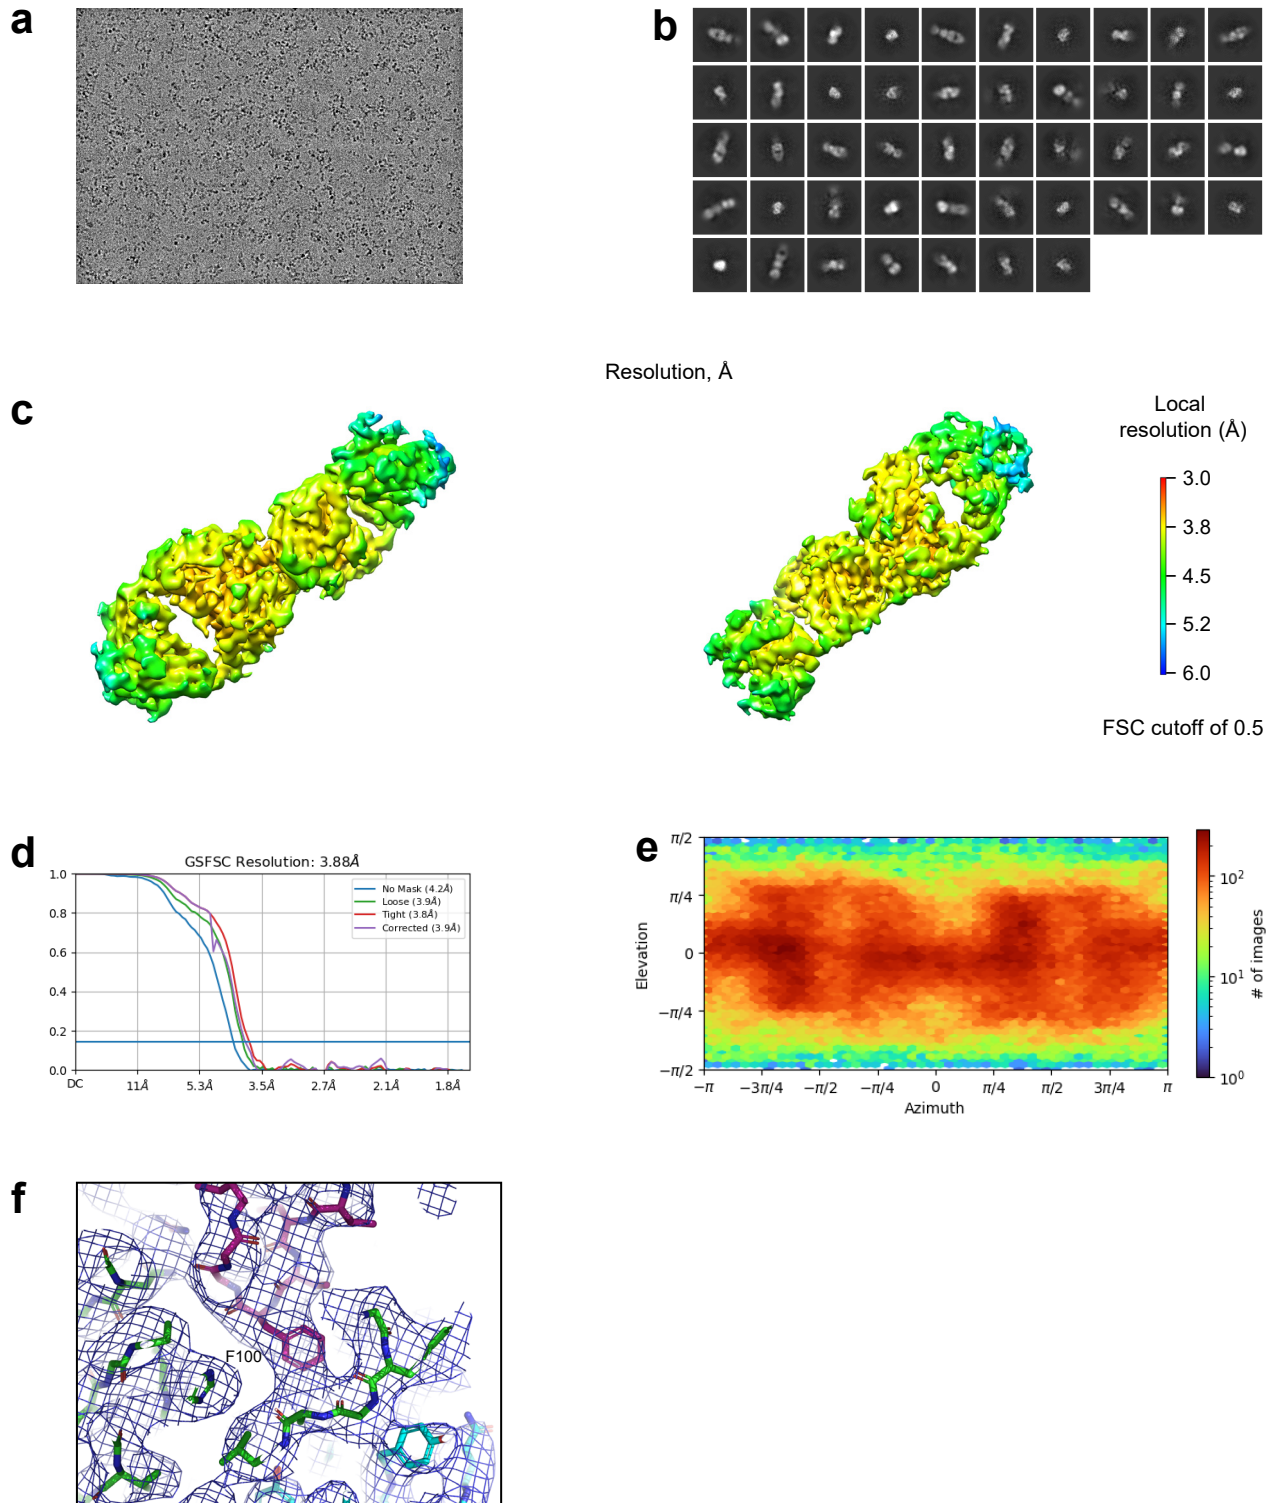 a
b
Resolution, Å
c
Local
resolution (Å)
3.0
3.8
4.5
5.2
6.0
FSC cutoff of 0.5
d
GSFSC Resolution: 3.88Å
No Mask (4.2Å)
Loose (3.9Å)
Tight (3.8Å)
Corrected (3.9Å)
1.0
0.8
0.6
0.4
0.2
0.0
DC
11Å
5.3Å
3.5Å
2.7Å
2.1Å
1.8Å
e
π/2
π/4
0
−π/4
−π/2
Elevation
−π
−3π/4
−π/2
−π/4
0
π/4
π/2
3π/4
π
Azimuth
10²
10¹
10⁰
# of images
f
F100